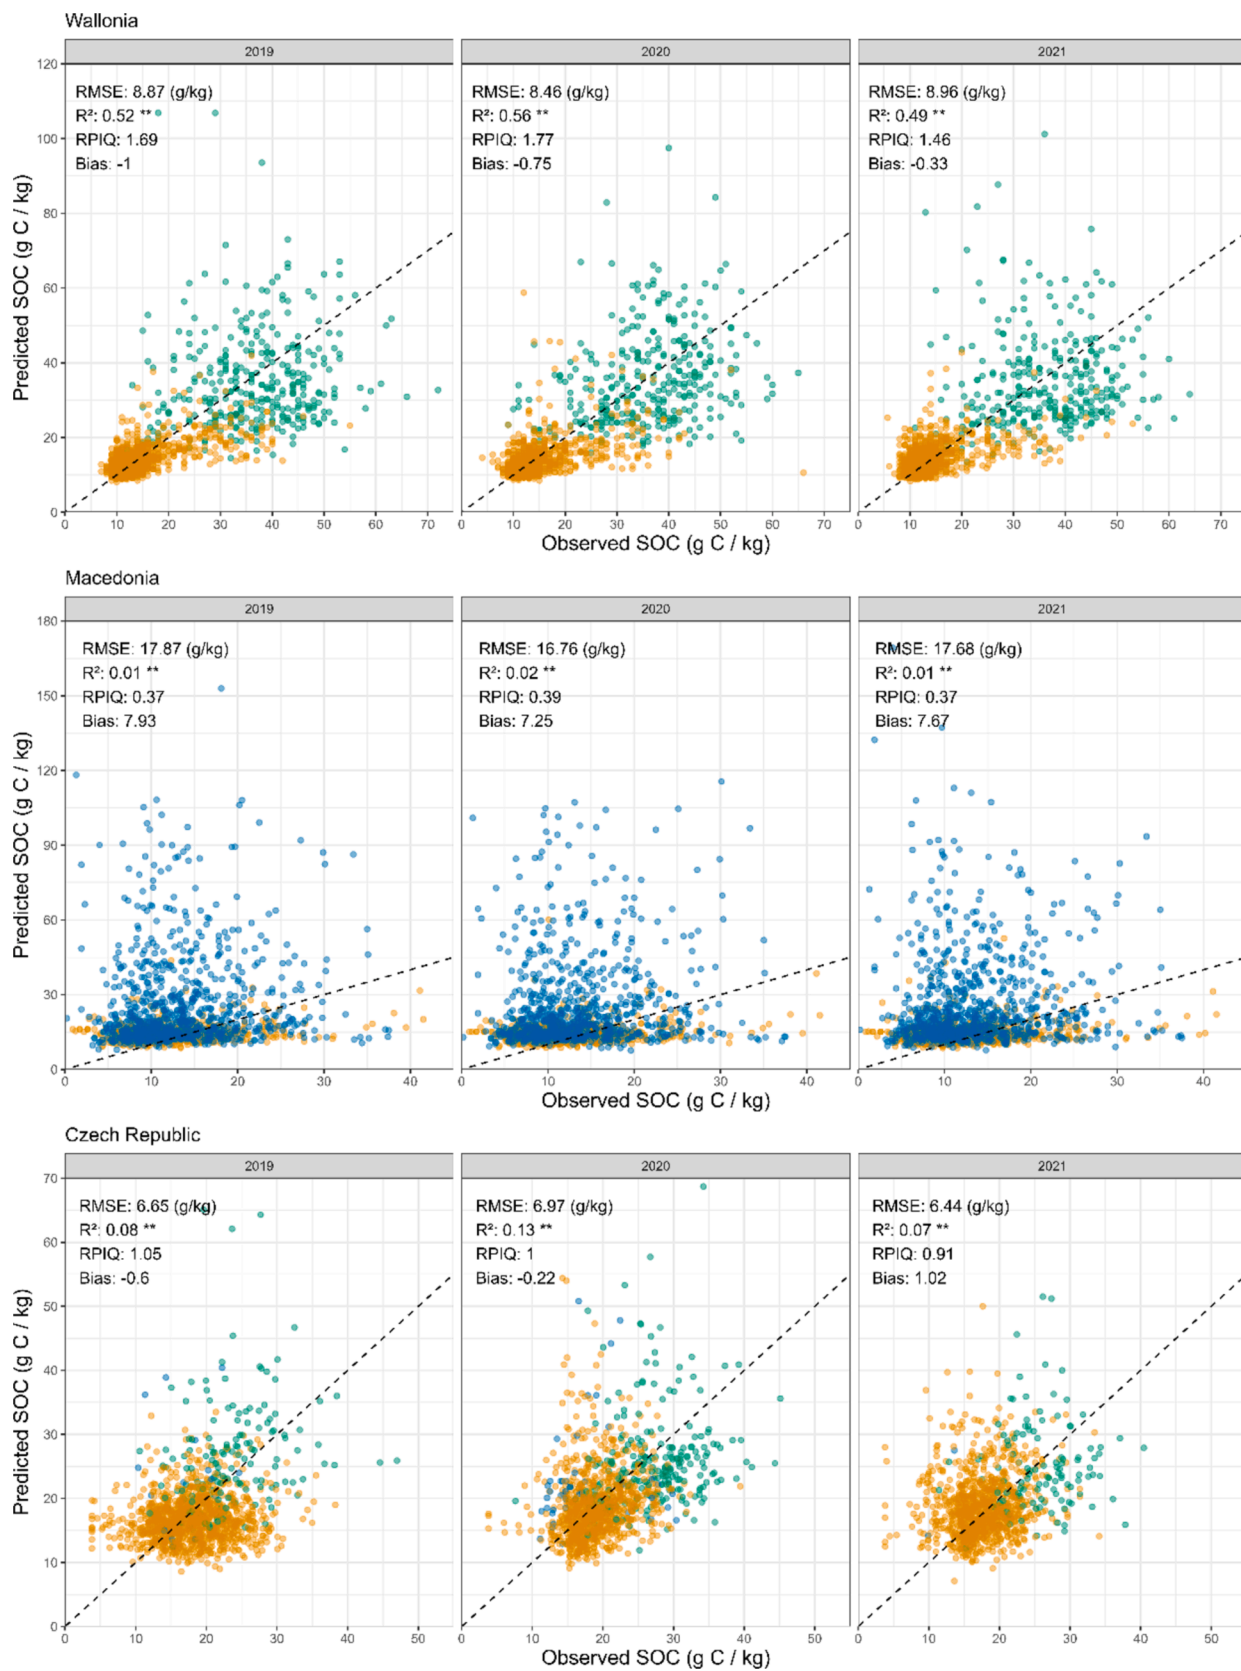 Wallonia
2019 2020 2021
120
100
80
60
40
20
0
Predicted SOC (g C / kg)
RMSE: 8.87 (g/kg)
R²: 0.52 **
RPIQ: 1.69
Bias: -1
RMSE: 8.46 (g/kg)
R²: 0.56 **
RPIQ: 1.77
Bias: -0.75
RMSE: 8.96 (g/kg)
R²: 0.49 **
RPIQ: 1.46
Bias: -0.33
0 10 20 30 40 50 60 70 0 10 20 30 40 50 60 70 0 10 20 30 40 50 60 70
Observed SOC (g C / kg)
Macedonia
2019 2020 2021
180
150
120
90
60
30
0
Predicted SOC (g C / kg)
RMSE: 17.87 (g/kg)
R²: 0.01 **
RPIQ: 0.37
Bias: 7.93
RMSE: 16.76 (g/kg)
R²: 0.02 **
RPIQ: 0.39
Bias: 7.25
RMSE: 17.68 (g/kg)
R²: 0.01 **
RPIQ: 0.37
Bias: 7.67
0 10 20 30 40 0 10 20 30 40 0 10 20 30 40
Observed SOC (g C / kg)
Czech Republic
2019 2020 2021
70
60
50
40
30
20
10
0
Predicted SOC (g C / kg)
RMSE: 6.65 (g/kg)
R²: 0.08 **
RPIQ: 1.05
Bias: -0.6
RMSE: 6.97 (g/kg)
R²: 0.13 **
RPIQ: 1
Bias: -0.22
RMSE: 6.44 (g/kg)
R²: 0.07 **
RPIQ: 0.91
Bias: 1.02
0 10 20 30 40 50 0 10 20 30 40 50 0 10 20 30 40 50
Observed SOC (g C / kg)